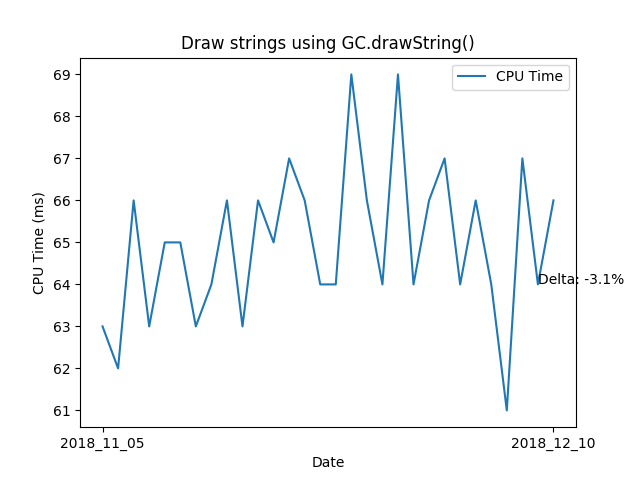 Draw strings using GC.drawString()
CPU Time
69
68
67
66
65
64
63
62
61
CPU Time (ms)
Delta: -3.1%
2018_11_05
2018_12_10
Date